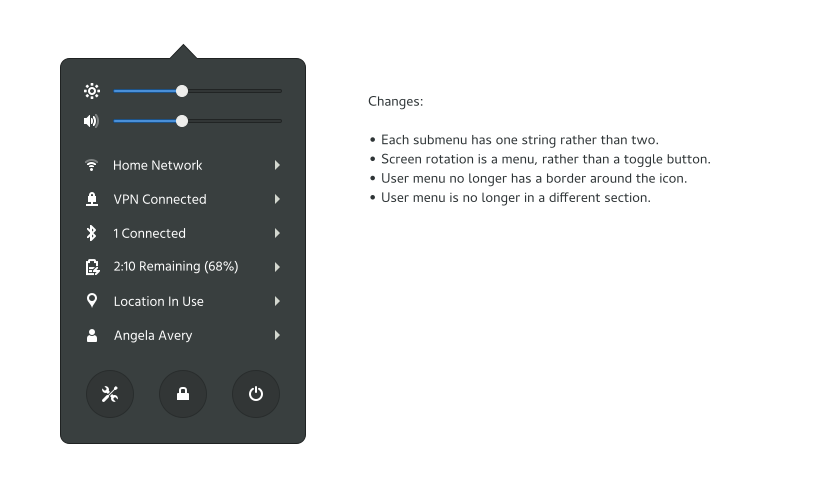 Home Network
VPN Connected
1 Connected
2:10 Remaining (68%)
Location In Use
Angela Avery
Changes:
• Each submenu has one string rather than two.
• Screen rotation is a menu, rather than a toggle button.
• User menu no longer has a border around the icon.
• User menu is no longer in a different section.